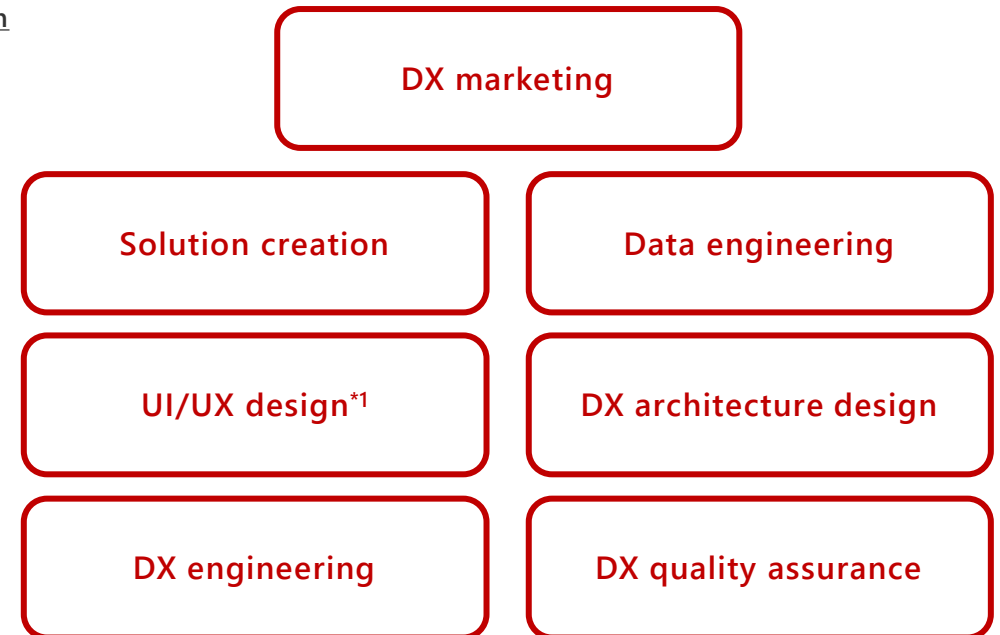 DX marketing
Solution creation
Data engineering
UI/UX design*1
DX architecture design
DX engineering
DX quality assurance